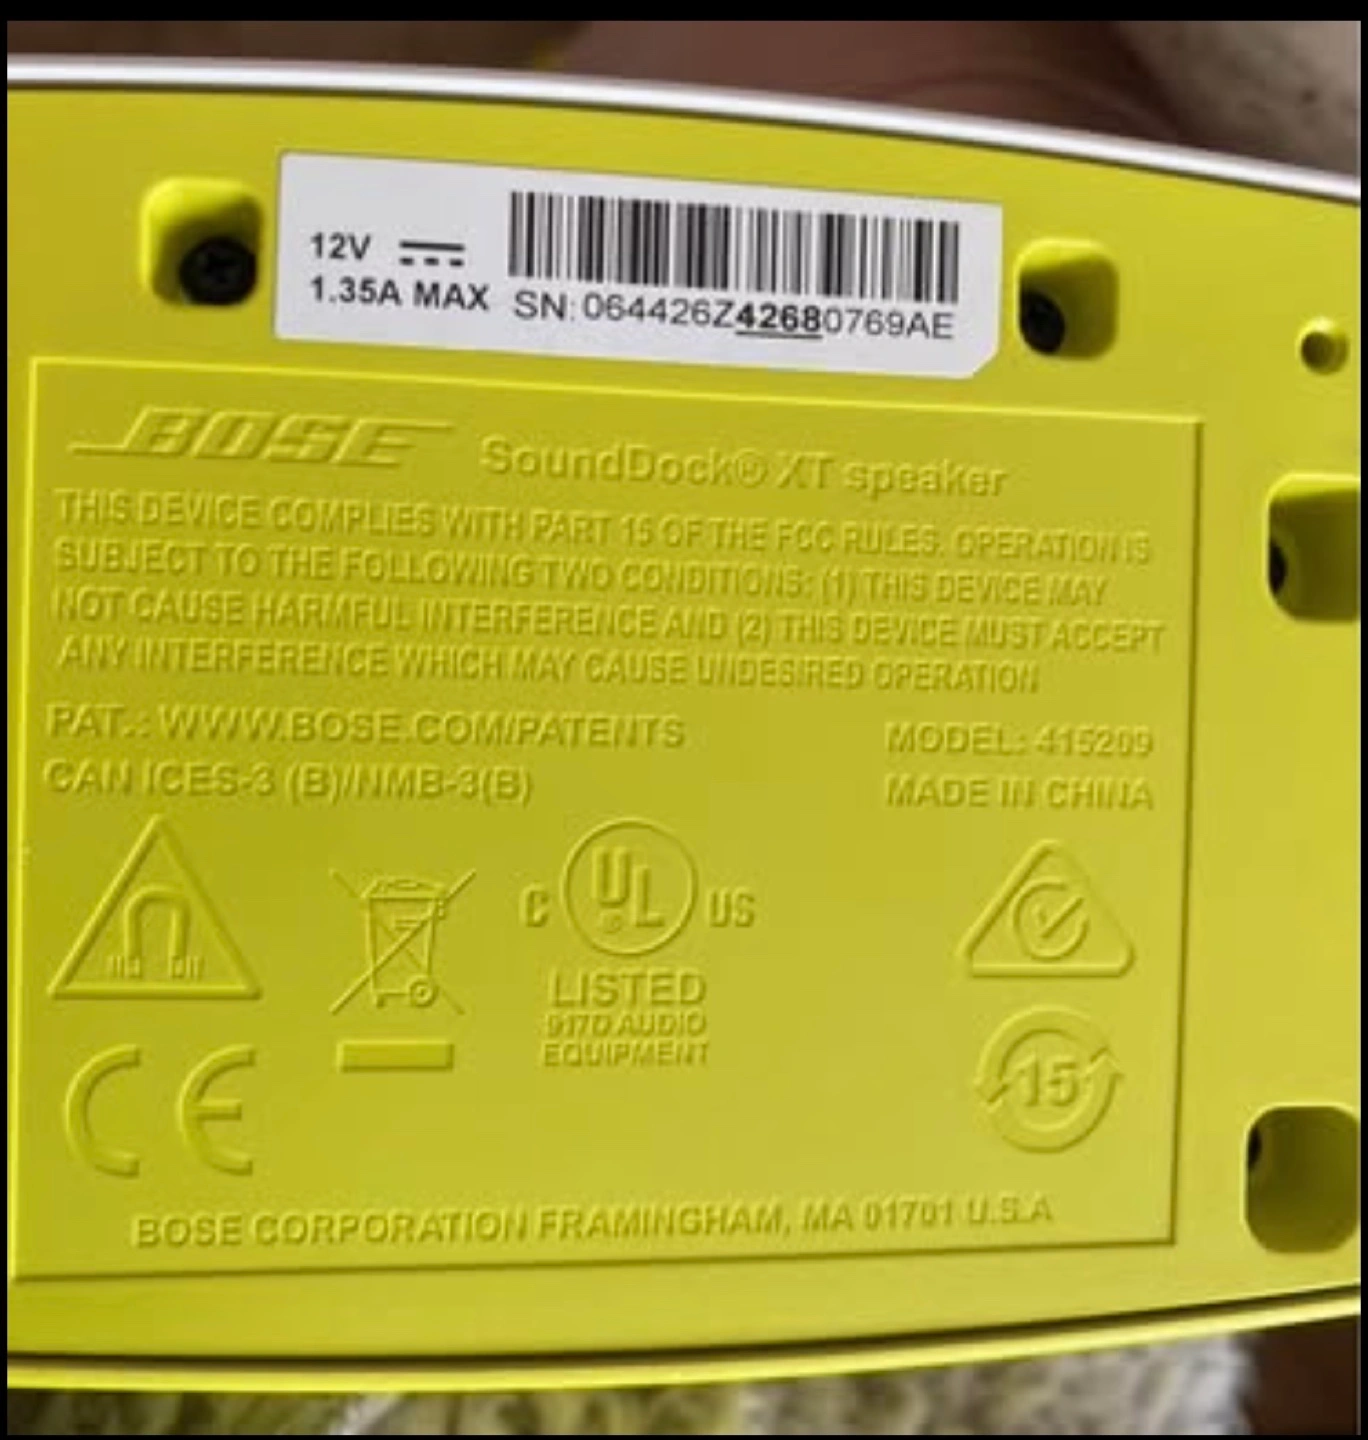 12V
1.35A MAX
SN: 064426Z42680769AE
BOSE SoundDock® XT speaker
THIS DEVICE COMPLIES WITH PART 15 OF THE FCC RULES. OPERATION IS
SUBJECT TO THE FOLLOWING TWO CONDITIONS: (1) THIS DEVICE MAY
NOT CAUSE HARMFUL INTERFERENCE AND (2) THIS DEVICE MUST ACCEPT
ANY INTERFERENCE WHICH MAY CAUSE UNDESIRED OPERATION
PAT.: WWW.BOSE.COM/PATENTS
MODEL: 415209
CAN ICES-3 (B)/NMB-3(B)
MADE IN CHINA
C UL® US
LISTED
917D AUDIO
EQUIPMENT
CE
15
BOSE CORPORATION FRAMINGHAM, MA 01701 U.S.A